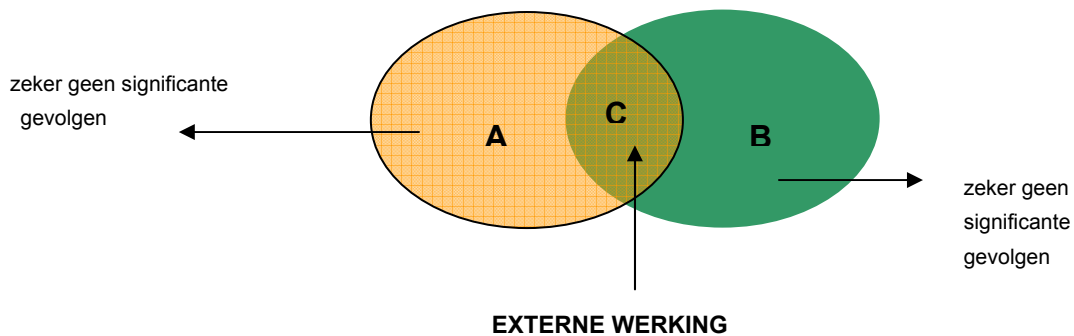 zeker geen significante
gevolgen
A
C
B
zeker geen
significante
gevolgen
EXTERNE WERKING